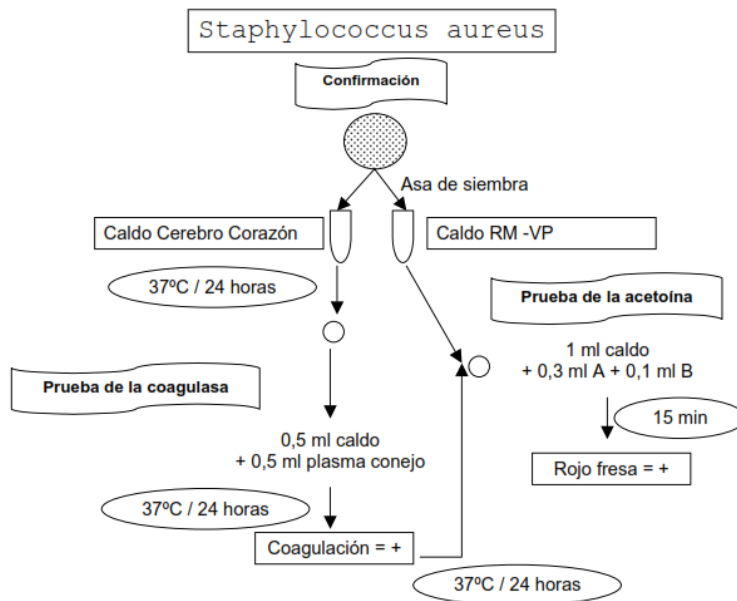 Staphylococcus aureus
Confirmación
Asa de siembra
Caldo Cerebro Corazón
Caldo RM -VP
37ºC / 24 horas
Prueba de la acetoína
1 ml caldo
+ 0,3 ml A + 0,1 ml B
Prueba de la coagulasa
15 min
0,5 ml caldo
+ 0,5 ml plasma conejo
Rojo fresa = +
37ºC / 24 horas
Coagulación = +
37ºC / 24 horas